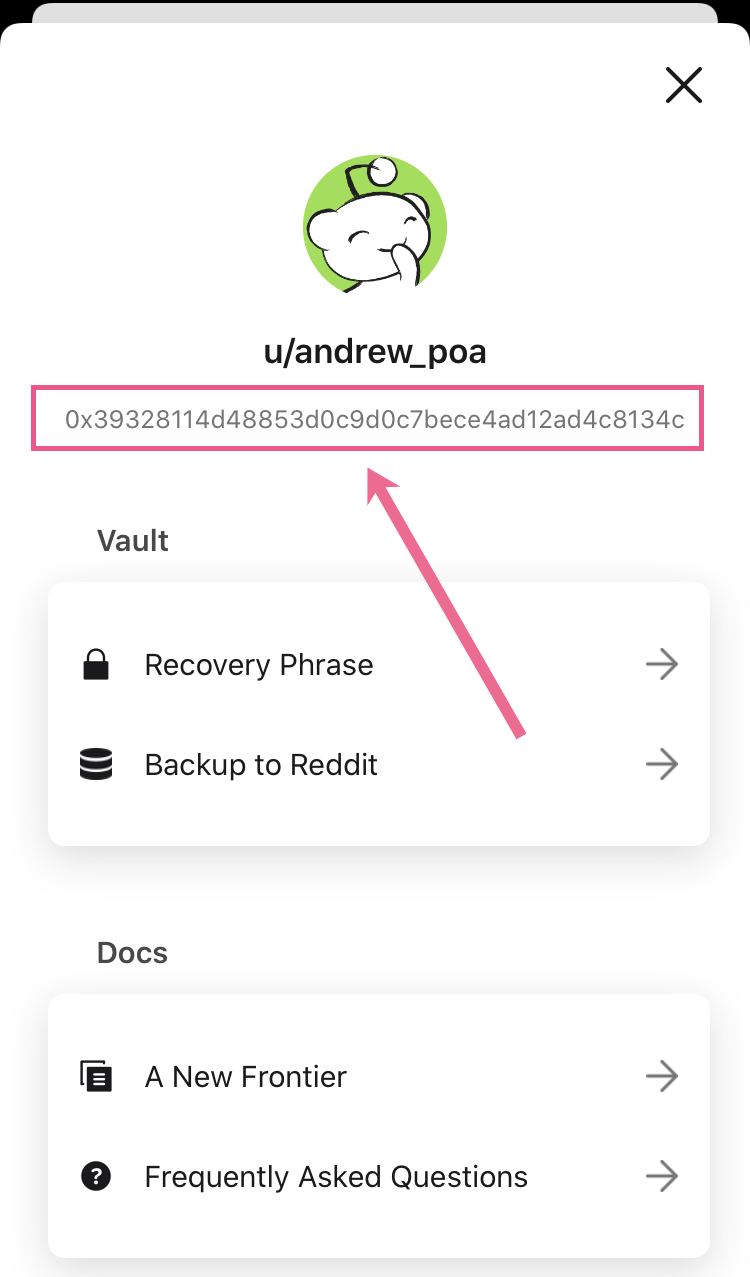 u/andrew_poa
0x39328114d48853d0c9d0c7bece4ad12ad4c8134c
Vault
Recovery Phrase
Backup to Reddit
Docs
A New Frontier
Frequently Asked Questions